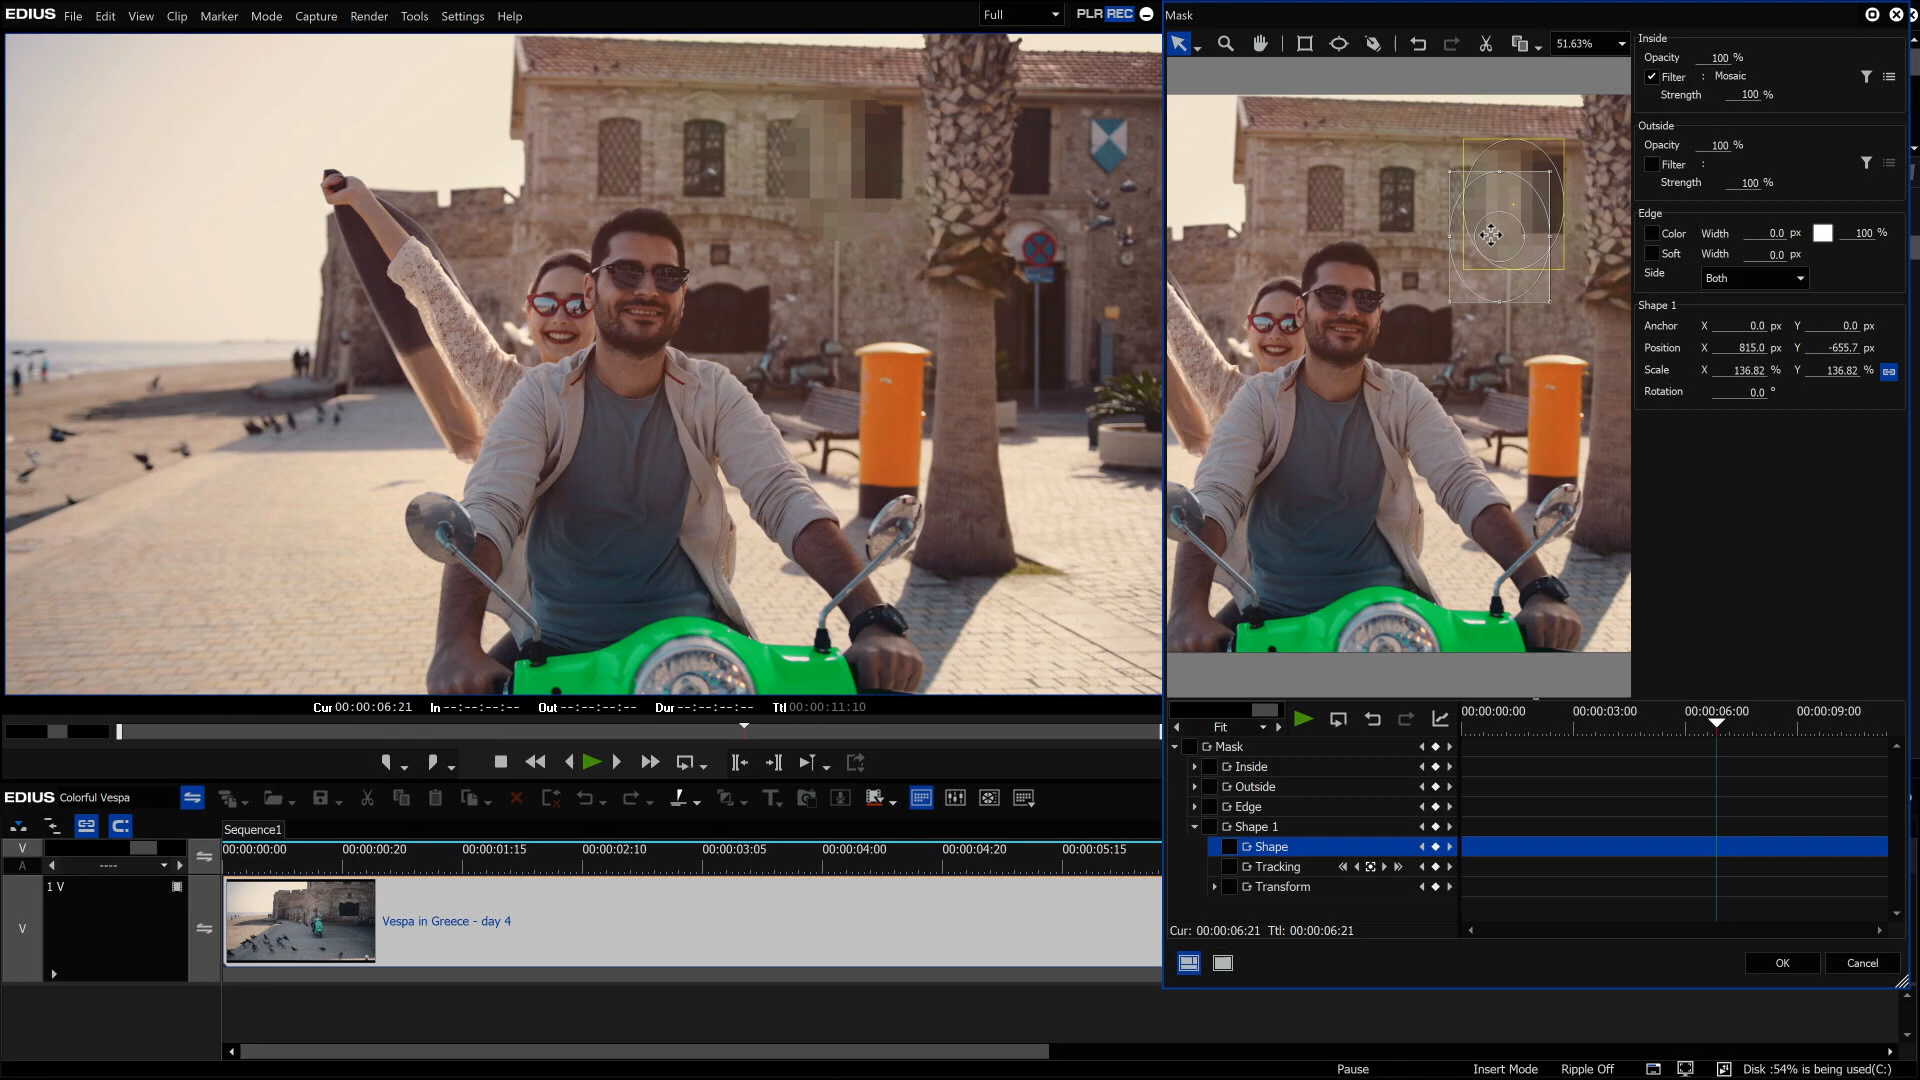 EDIUS File Edit View Clip Marker Mode Capture Render Tools Settings Help
Full
PLR REC
Mask
51.63%
Inside
Opacity 100 %
Filter : Mosaic
Strength 100 %
Outside
Opacity 100 %
Filter :
Strength 100 %
Edge
Color Width 0.0 px 100 %
Soft Width 0.0 px
Side Both
Shape 1
Anchor X 0.0 px Y 0.0 px
Position X 815.0 px Y -655.7 px
Scale X 136.82 % Y 136.82 %
Rotation 0.0 °
Cur 00:00:06:21 In --:--:--:-- Out --:--:--:-- Dur --:--:--:-- Ttl 00:00:11:10
Fit
00:00:00:00 00:00:03:00 00:00:06:00 00:00:09:00
Mask
Inside
Outside
Edge
Shape 1
Shape
Tracking
Transform
Cur: 00:00:06:21 Ttl: 00:00:06:21
OK Cancel
EDIUS Colorful Vespa
Sequence1
V
A
----
00:00:00:00 00:00:00:20 00:00:01:15 00:00:02:10 00:00:03:05 00:00:04:00 00:00:04:20 00:00:05:15
1 V
V
Vespa in Greece - day 4
Pause Insert Mode Ripple Off Disk :54% is being used(C:)